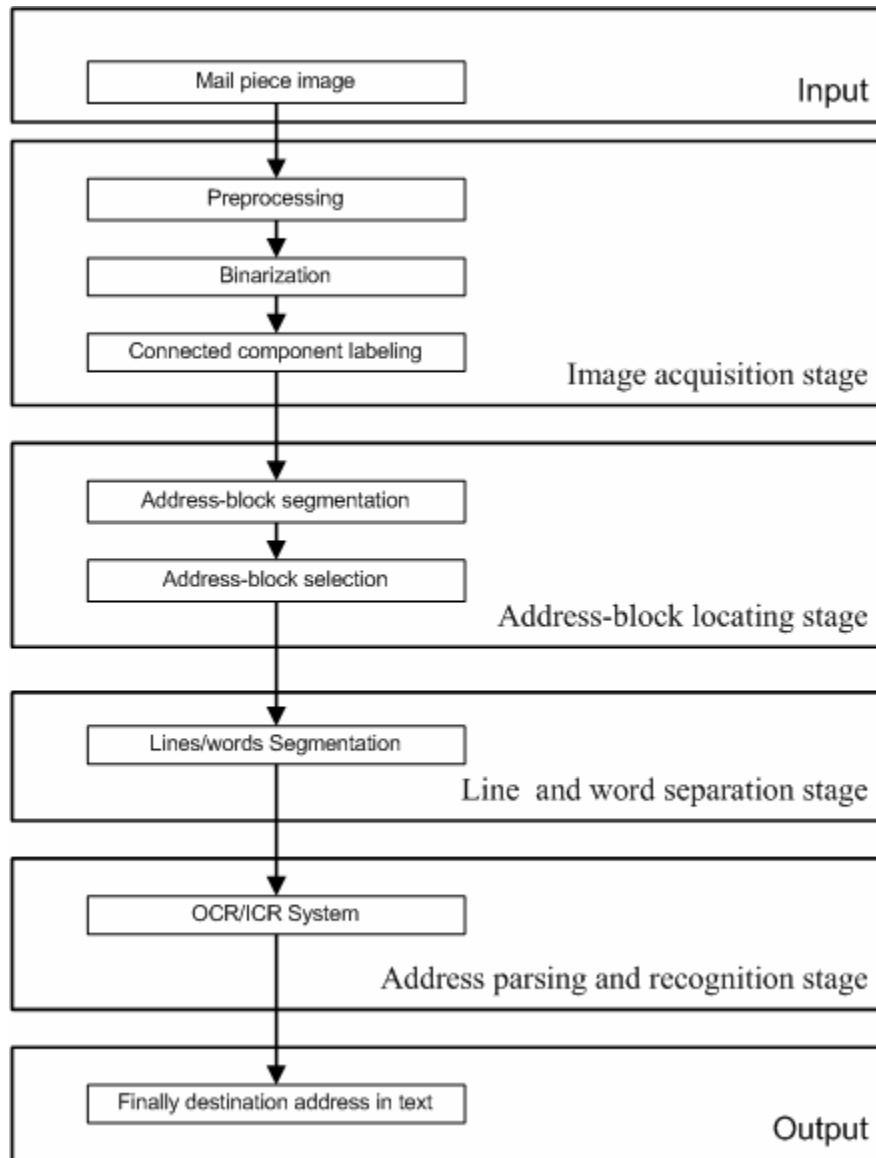 Mail piece image
Input
Preprocessing
Binarization
Connected component labeling
Image acquisition stage
Address-block segmentation
Address-block selection
Address-block locating stage
Lines/words Segmentation
Line and word separation stage
OCR/ICR System
Address parsing and recognition stage
Finally destination address in text
Output